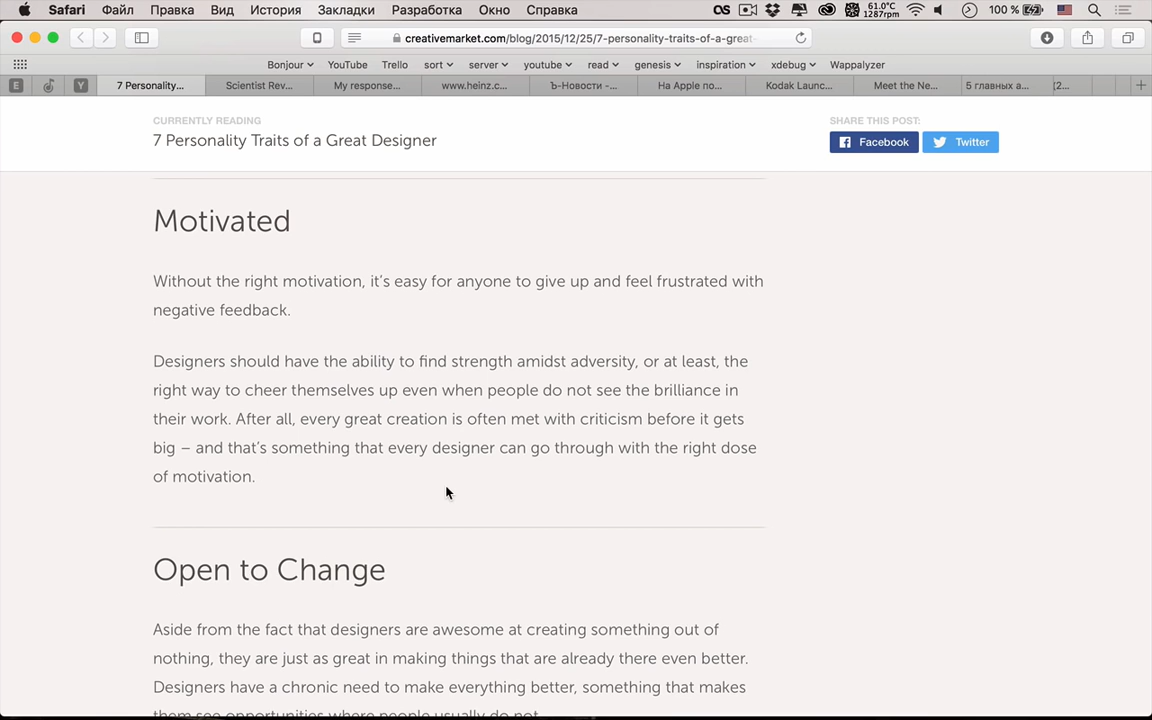 Safari Файл Правка Вид История Закладки Разработка Окно Справка
61.0°C
1287rpm
100 %
creativemarket.com/blog/2015/12/25/7-personality-traits-of-a-great-
Bonjour YouTube Trello sort server youtube read genesis inspiration xdebug Wappalyzer
E Y 7 Personality... Scientist Rev... My response... www.heinz.c... Ъ-Новости -... На Apple по... Kodak Launc... Meet the Ne... 5 главных а... (2...
CURRENTLY READING
7 Personality Traits of a Great Designer
SHARE THIS POST:
Facebook Twitter
Motivated
Without the right motivation, it's easy for anyone to give up and feel frustrated with
negative feedback.
Designers should have the ability to find strength amidst adversity, or at least, the
right way to cheer themselves up even when people do not see the brilliance in
their work. After all, every great creation is often met with criticism before it gets
big – and that's something that every designer can go through with the right dose
of motivation.
Open to Change
Aside from the fact that designers are awesome at creating something out of
nothing, they are just as great in making things that are already there even better.
Designers have a chronic need to make everything better, something that makes
them see opportunities where people usually do not.